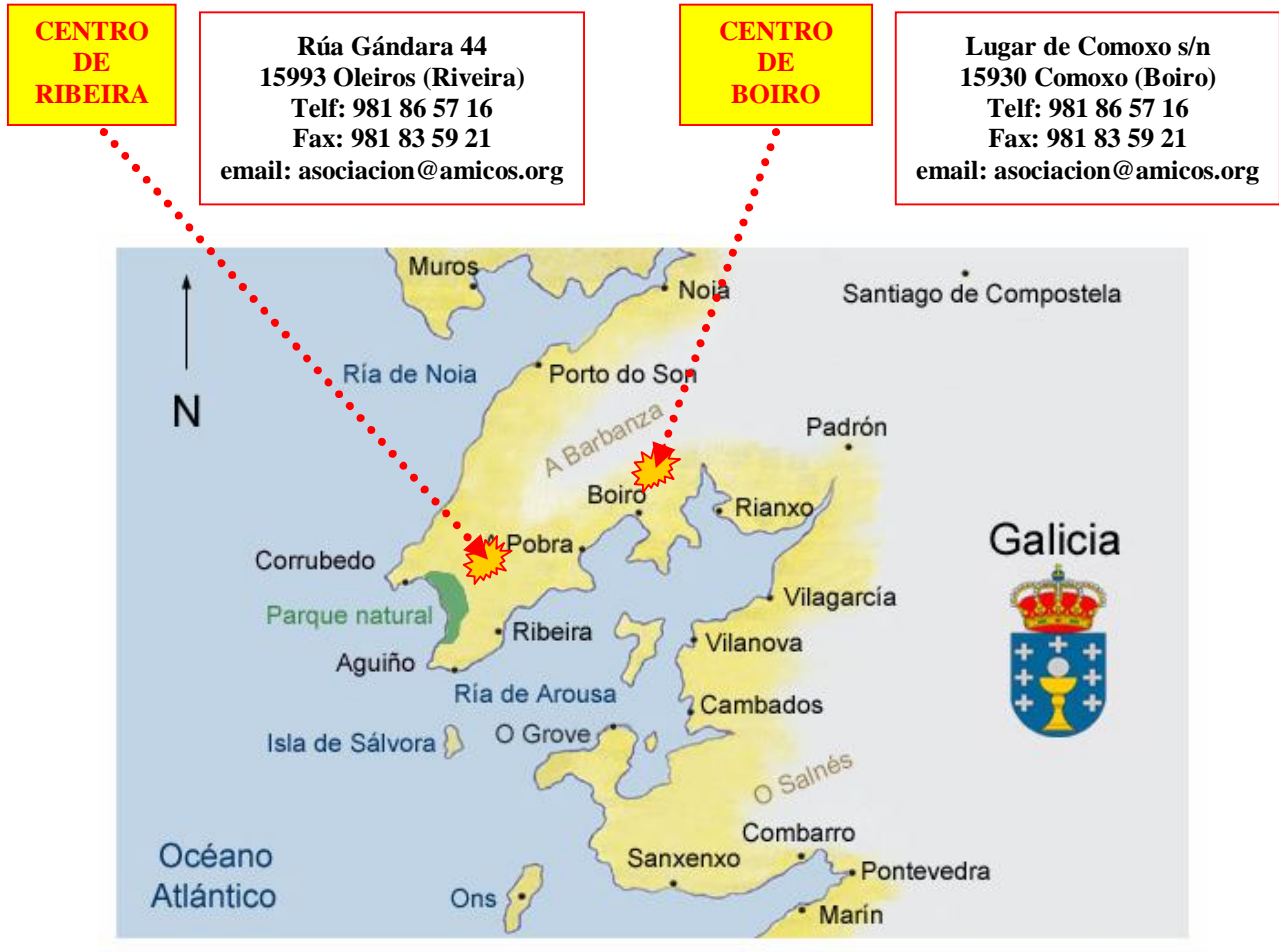 CENTRO
DE
RIBEIRA
Rúa Gándara 44
15993 Oleiros (Riveira)
Telf: 981 86 57 16
Fax: 981 83 59 21
email: asociacion@amicos.org
CENTRO
DE
BOIRO
Lugar de Comoxo s/n
15930 Comoxo (Boiro)
Telf: 981 86 57 16
Fax: 981 83 59 21
email: asociacion@amicos.org
Muros
Noia
Santiago de Compostela
Ría de Noia
Porto do Son
N
A Barbanza
Padrón
Boiro
Rianxo
Pobra
Galicia
Corrubedo
Parque natural
Vilagarcía
Ribeira
Vilanova
Aguiño
Ría de Arousa
Cambados
Isla de Sálvora
O Grove
O Salnés
Combarro
Océano
Atlántico
Sanxenxo
Pontevedra
Ons
Marín